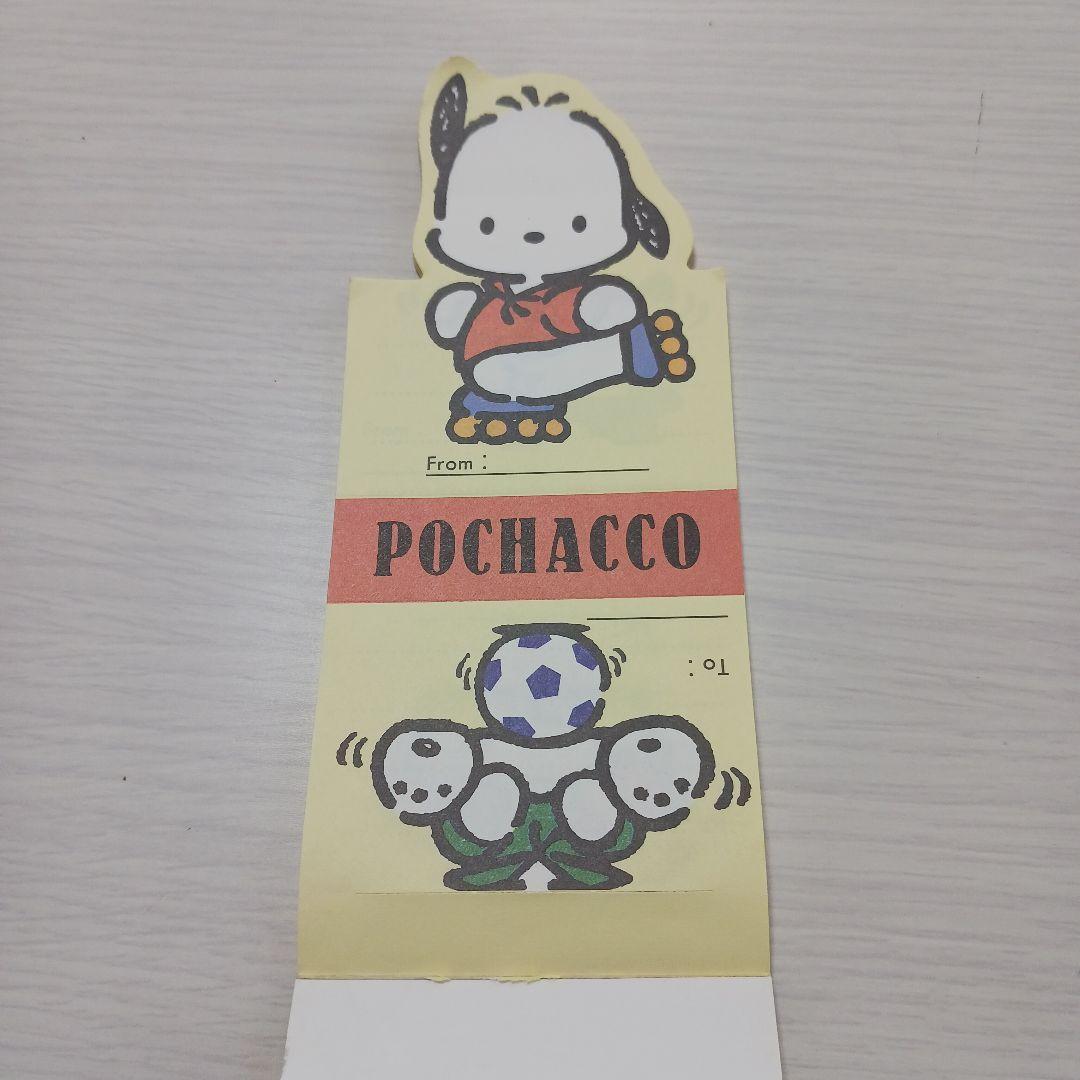 From :
POCHACCO
To :